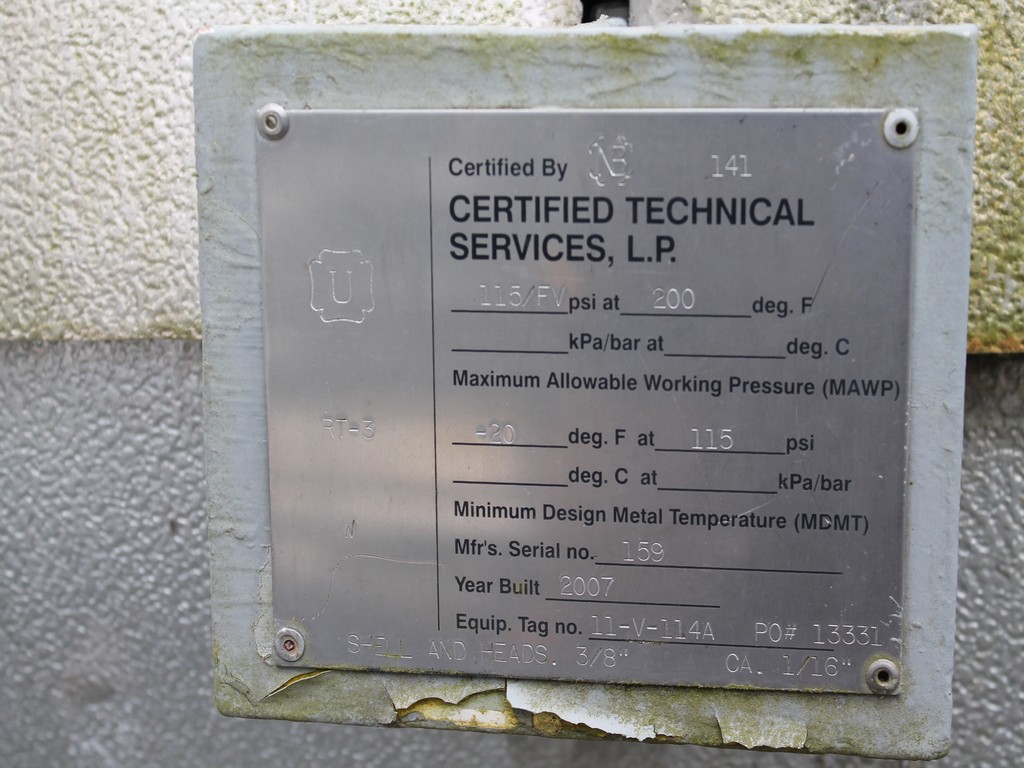 Certified By NB 141
CERTIFIED TECHNICAL
SERVICES, L.P.
U
115/FV psi at 200 deg. F
kPa/bar at deg. C
Maximum Allowable Working Pressure (MAWP)
RT-3
-20 deg. F at 115 psi
deg. C at kPa/bar
Minimum Design Metal Temperature (MDMT)
Mfr's. Serial no. 159
Year Built 2007
Equip. Tag no. 11-V-114A PO# 13331
SHELL AND HEADS. 3/8" CA. 1/16"